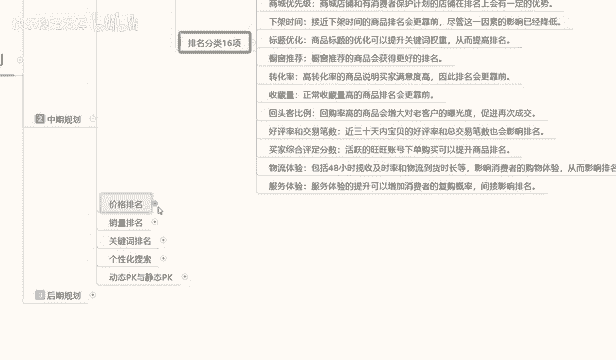 商城优先级：商城店铺和有消费者保护计划的店铺在排名上会有一定的优势。
下架时间：接近下架时间的商品排名会更靠前，尽管这一因素的影响已经降低。
排名分类16项
标题优化：商品标题的优化可以提升关键词权重，从而提高排名。
橱窗推荐：橱窗推荐的商品会获得更好的排名。
转化率：高转化率的商品说明买家满意度高，因此排名会更靠前。
收藏量：正常收藏量高的商品排名会更靠前。
回头客比例：回购率高的商品会增大对老客户的曝光度，促进再次成交。
2 中期规划
好评率和交易笔数：近三十天内宝贝的好评率和总交易笔数也会影响排名。
买家综合评定分数：活跃的旺旺账号下单购买可以提升商品排名。
物流体验：包括48小时揽收及时率和物流到货时长等，影响消费者的购物体验，从而影响排
服务体验：服务体验的提升可以增加消费者的复购概率，间接影响排名。
价格排名
销量排名
关键词排名
个性化搜索
动态PK与静态PK
3 后期规划